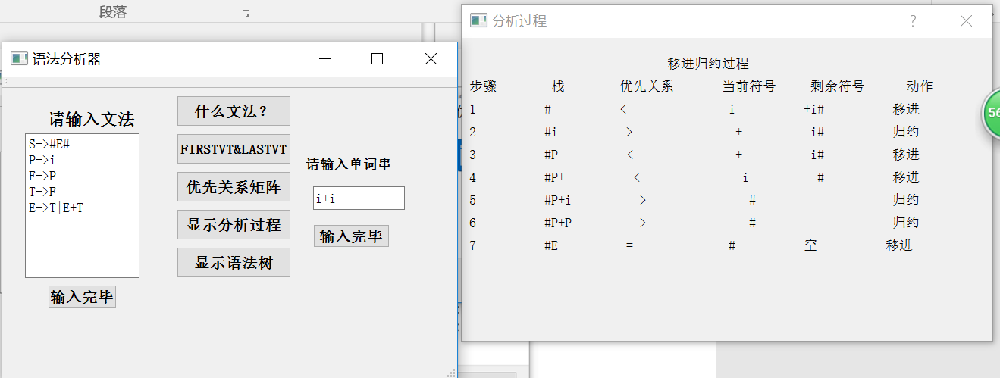 段落
语法分析器
请输入文法
S->#E#
P->i
F->P
T->F
E->T|E+T
输入完毕
什么文法?
FIRSTVT&LASTVT
优先关系矩阵
显示分析过程
显示语法树
请输入单词串
i+i
输入完毕
分析过程
移进归约过程
步骤 栈 优先关系 当前符号 剩余符号 动作
1 # < i +i# 移进
2 #i > + i# 归约
3 #P < + i# 移进
4 #P+ < i # 移进
5 #P+i > # 归约
6 #P+P > # 归约
7 #E = # 空 移进
56